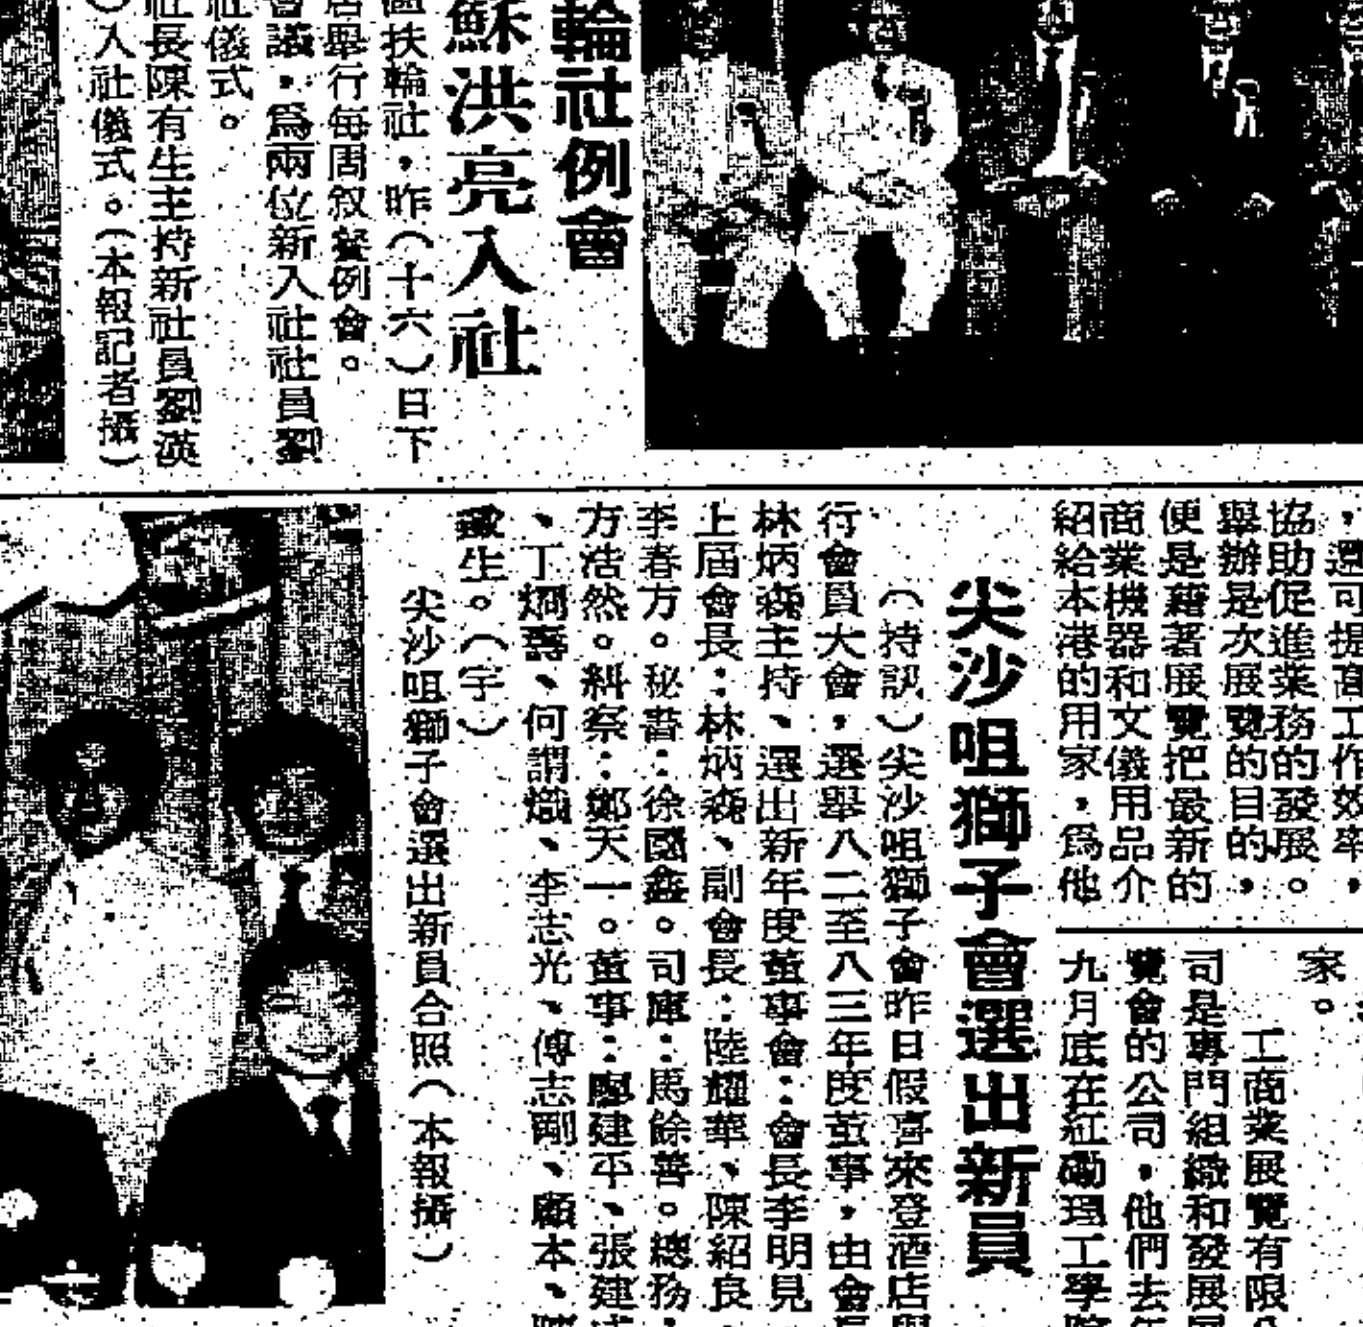 ，還可提高工作效率，
協助促進業務的發展。
舉辦是次展覽的目的，
便是藉著展覽把最新的
商業機器和文儀用品介
紹給本港的用家，爲他
家。
工商業展覽有限
司是專門組織和發展
覽會的公司，他們去年
九月底在紅磡理工學院
尖沙咀獅子會選出新員
（持訊）尖沙咀獅子會昨日假喜來登酒店舉
行會員大會，選舉八二至八三年度董事，由會長
林炳森主持、選出新年度董事會：會長李明見
上屆會長：林炳森、副會長：陸耀華、陳紹良
李春方。秘書：徐國鑫。司庫：馬餘善。總務
方浩然。糾察：鄭天一。董事：廖建平、張建
、丁炯壽、何謂熾、李志光、傅志剛、顧本、陳
生。（宇）
尖沙咀獅子會選出新員合照（本報攝）
輪社例會
蘇洪亮入社
區扶輪社，昨（十六）日下
舉行每周叙餐例會。
會議，爲兩位新入社社員劉
社儀式。
社長陳有生主持新社員劉漢
）入社儀式。（本報記者攝）